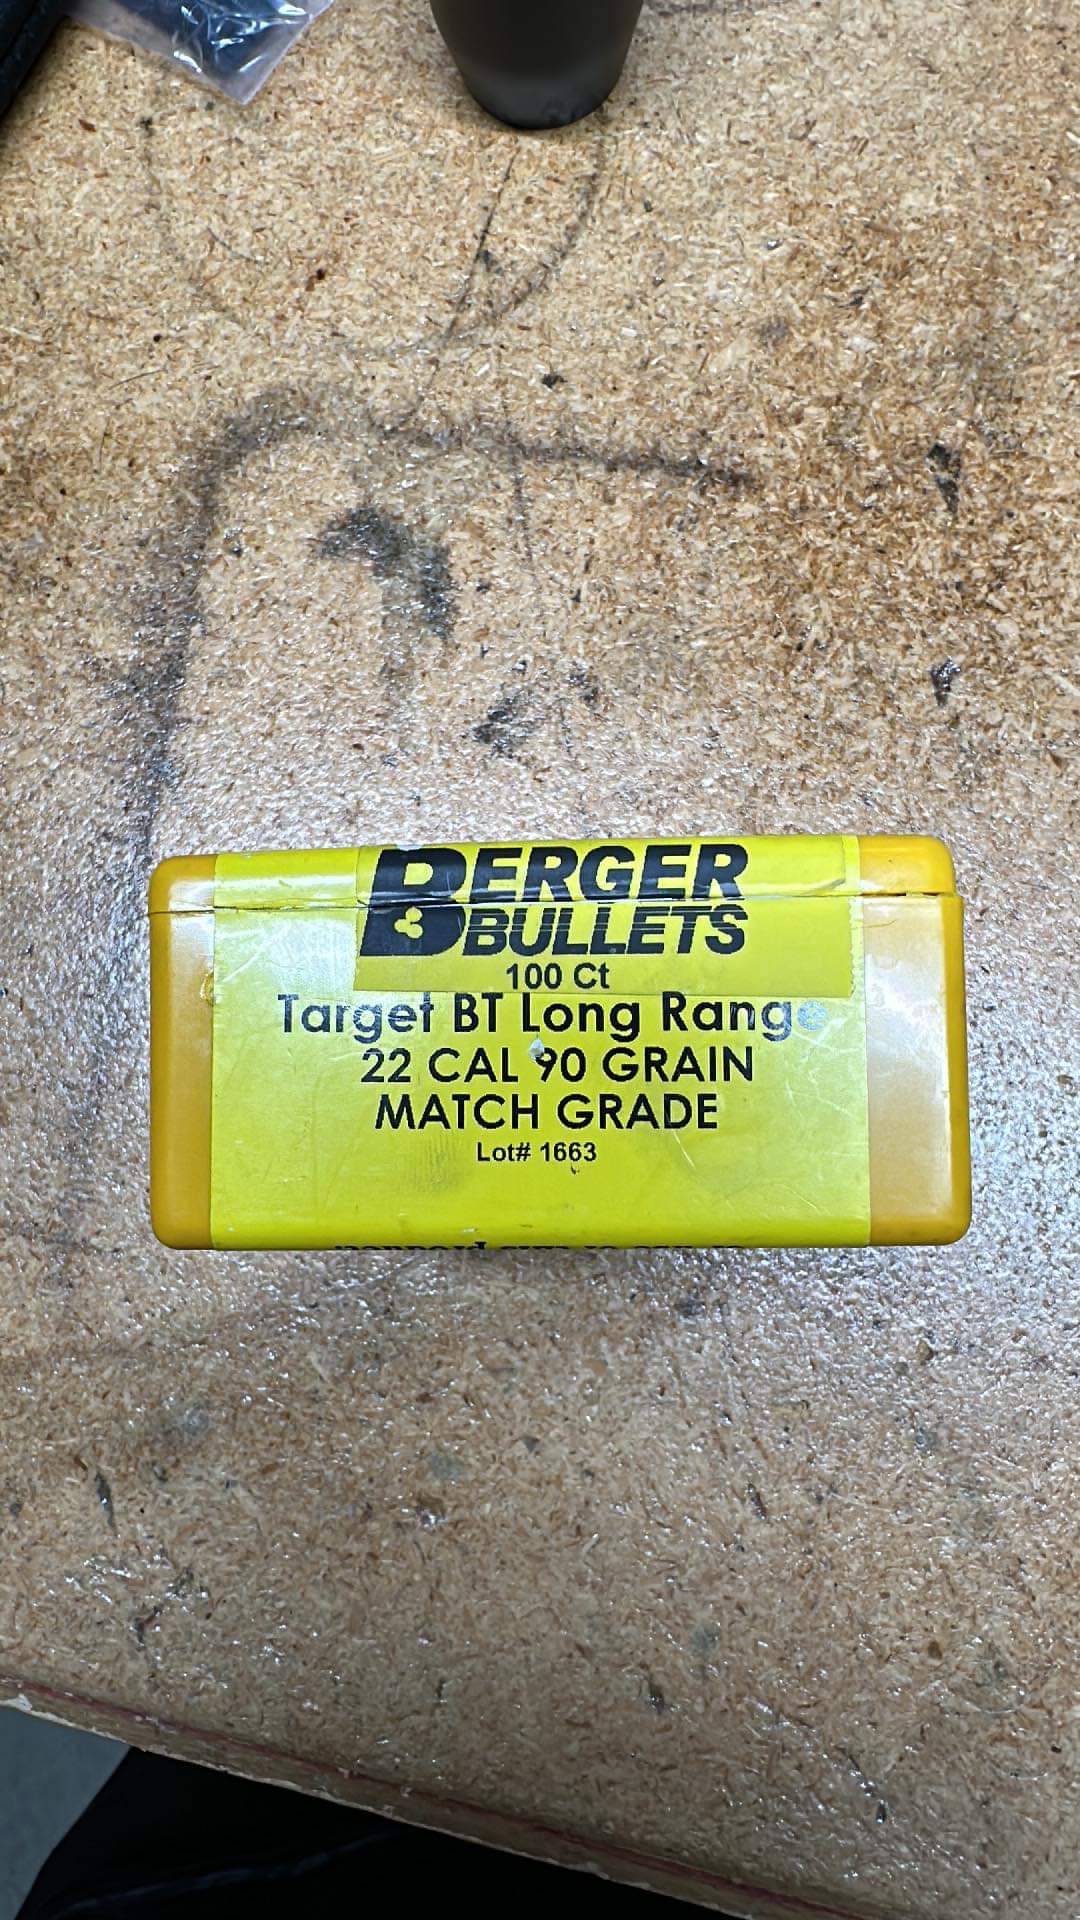 BERGER
BULLETS
100 Ct
Target BT Long Range
22 CAL 90 GRAIN
MATCH GRADE
Lot# 1663